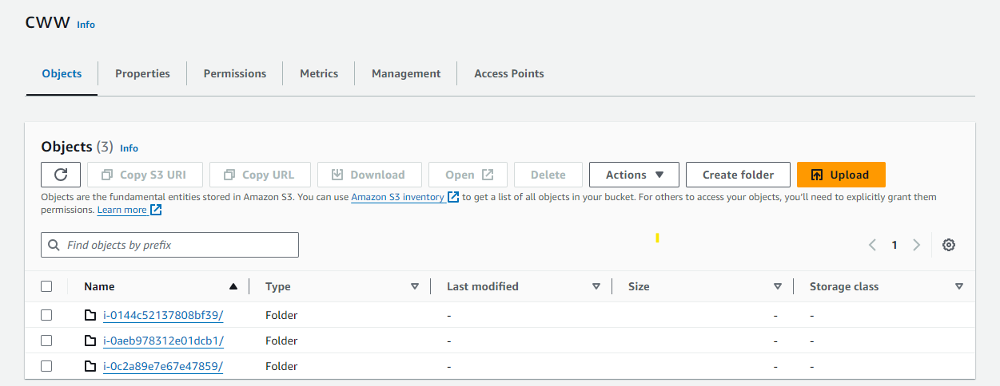 cww Info
Objects Properties Permissions Metrics Management Access Points
Objects (3) Info
Copy S3 URI Copy URL Download Open Delete Actions Create folder Upload
Objects are the fundamental entities stored in Amazon S3. You can use Amazon S3 inventory to get a list of all objects in your bucket. For others to access your objects, you'll need to explicitly grant them
permissions. Learn more
Find objects by prefix 1
Name Type Last modified Size Storage class
i-0144c52137808bf39/ Folder - - -
i-0aeb978312e01dcb1/ Folder - - -
i-0c2a89e7e67e47859/ Folder - - -